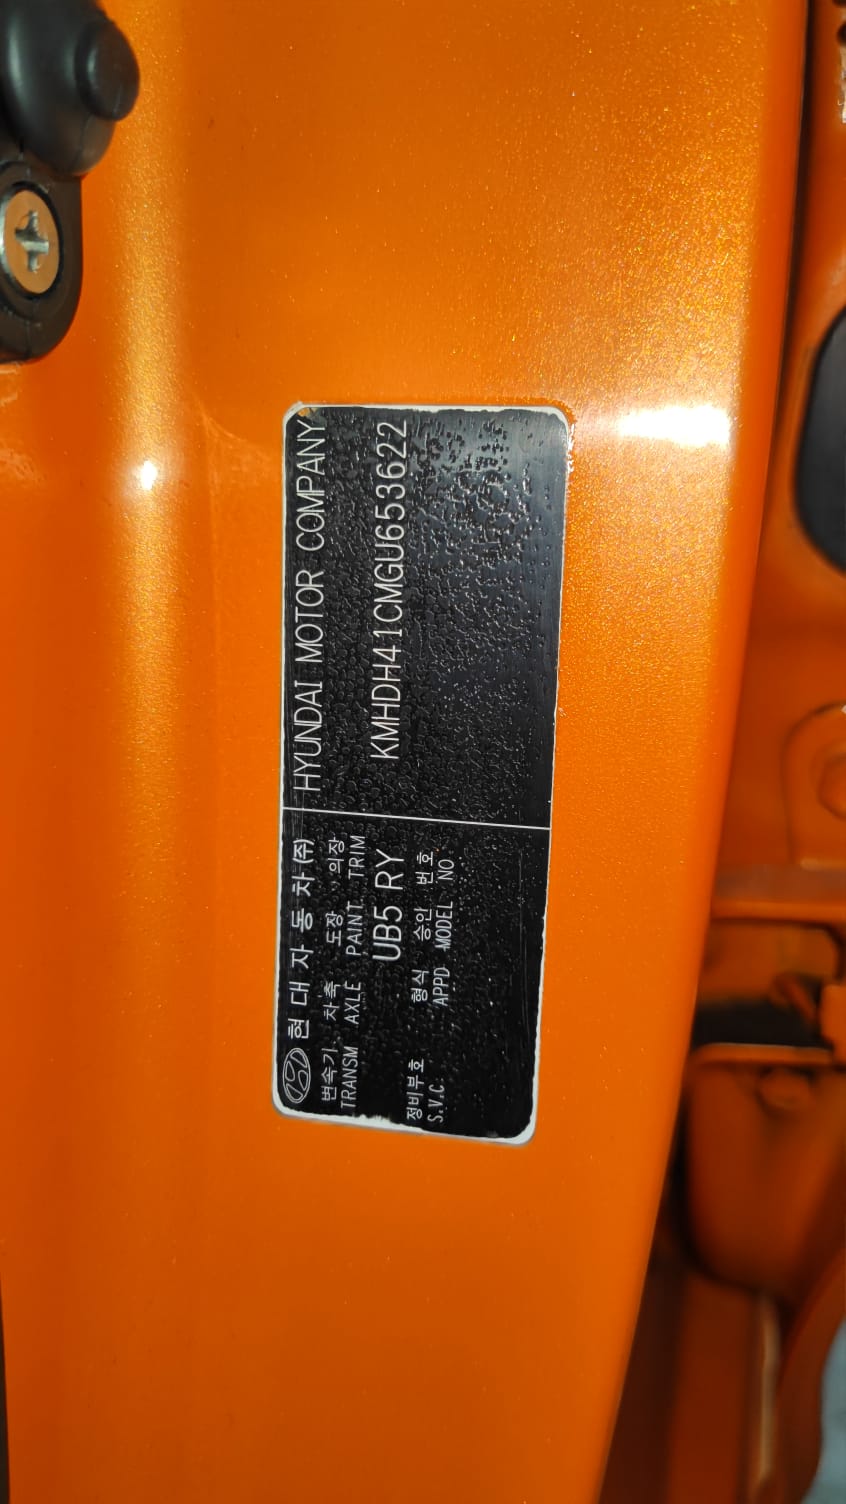 현대자동차(주)
변속기 차축 도장 의장
TRANSM AXLE PAINT TRIM
UB5 RY
정비부호 형식 승인 번호
S.V.C. APPD MODEL NO
HYUNDAI MOTOR COMPANY
KMHDH41CMGU653622